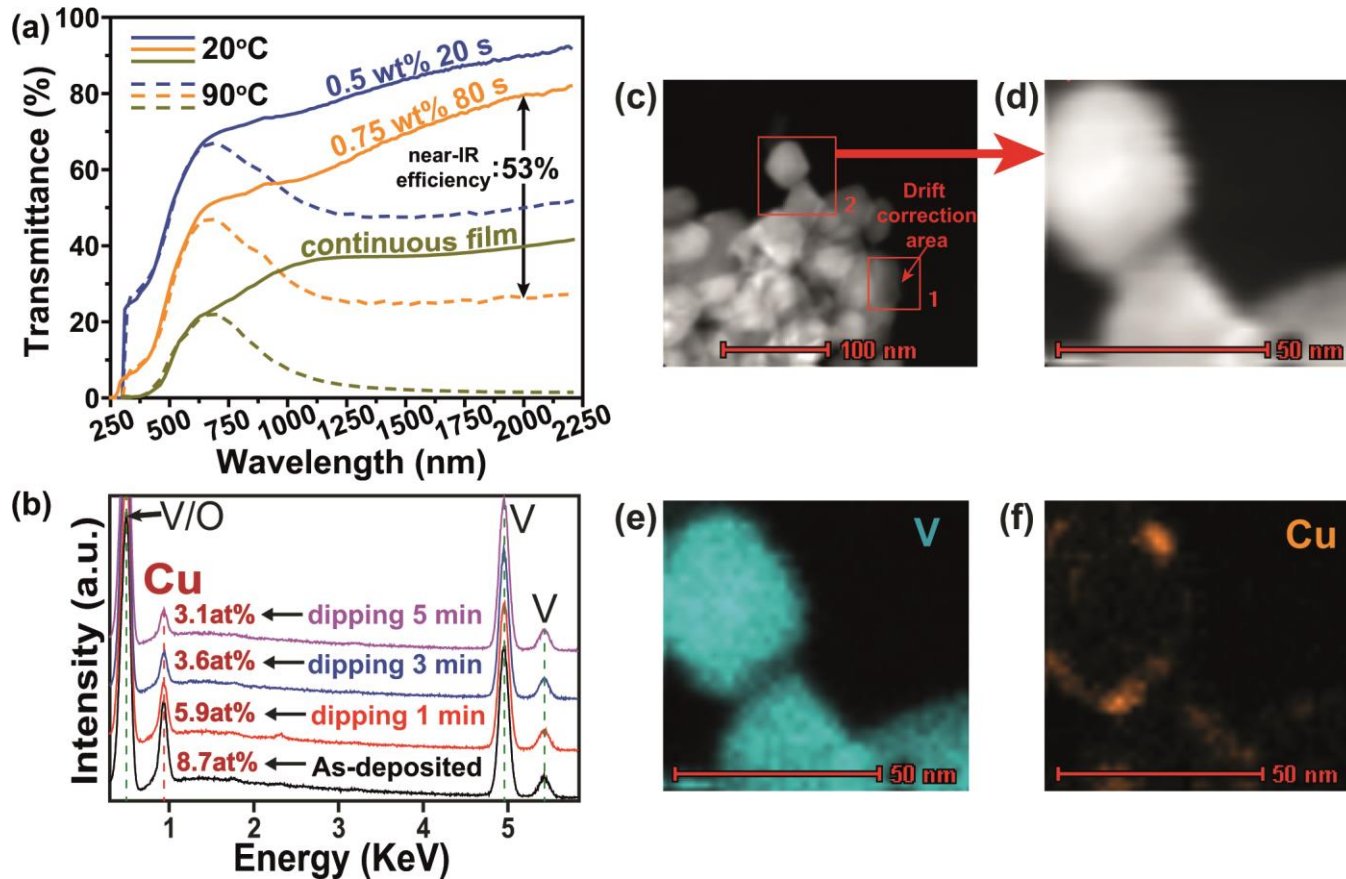 (a)
100
80
60
40
20
0
Transmittance (%)
20°C
90°C
0.5 wt% 20 s
0.75 wt% 80 s
near-IR
efficiency :53%
continuous film
250 500 750 1000 1250 1500 1750 2000 2250
Wavelength (nm)
(b)
Intensity (a.u.)
V/O
V
Cu
V
3.1at% dipping 5 min
3.6at% dipping 3 min
5.9at% dipping 1 min
8.7at% As-deposited
1 2 3 4 5
Energy (KeV)
(c)
2
Drift
correction
area
1
100 nm
(d)
50 nm
(e)
V
50 nm
(f)
Cu
50 nm